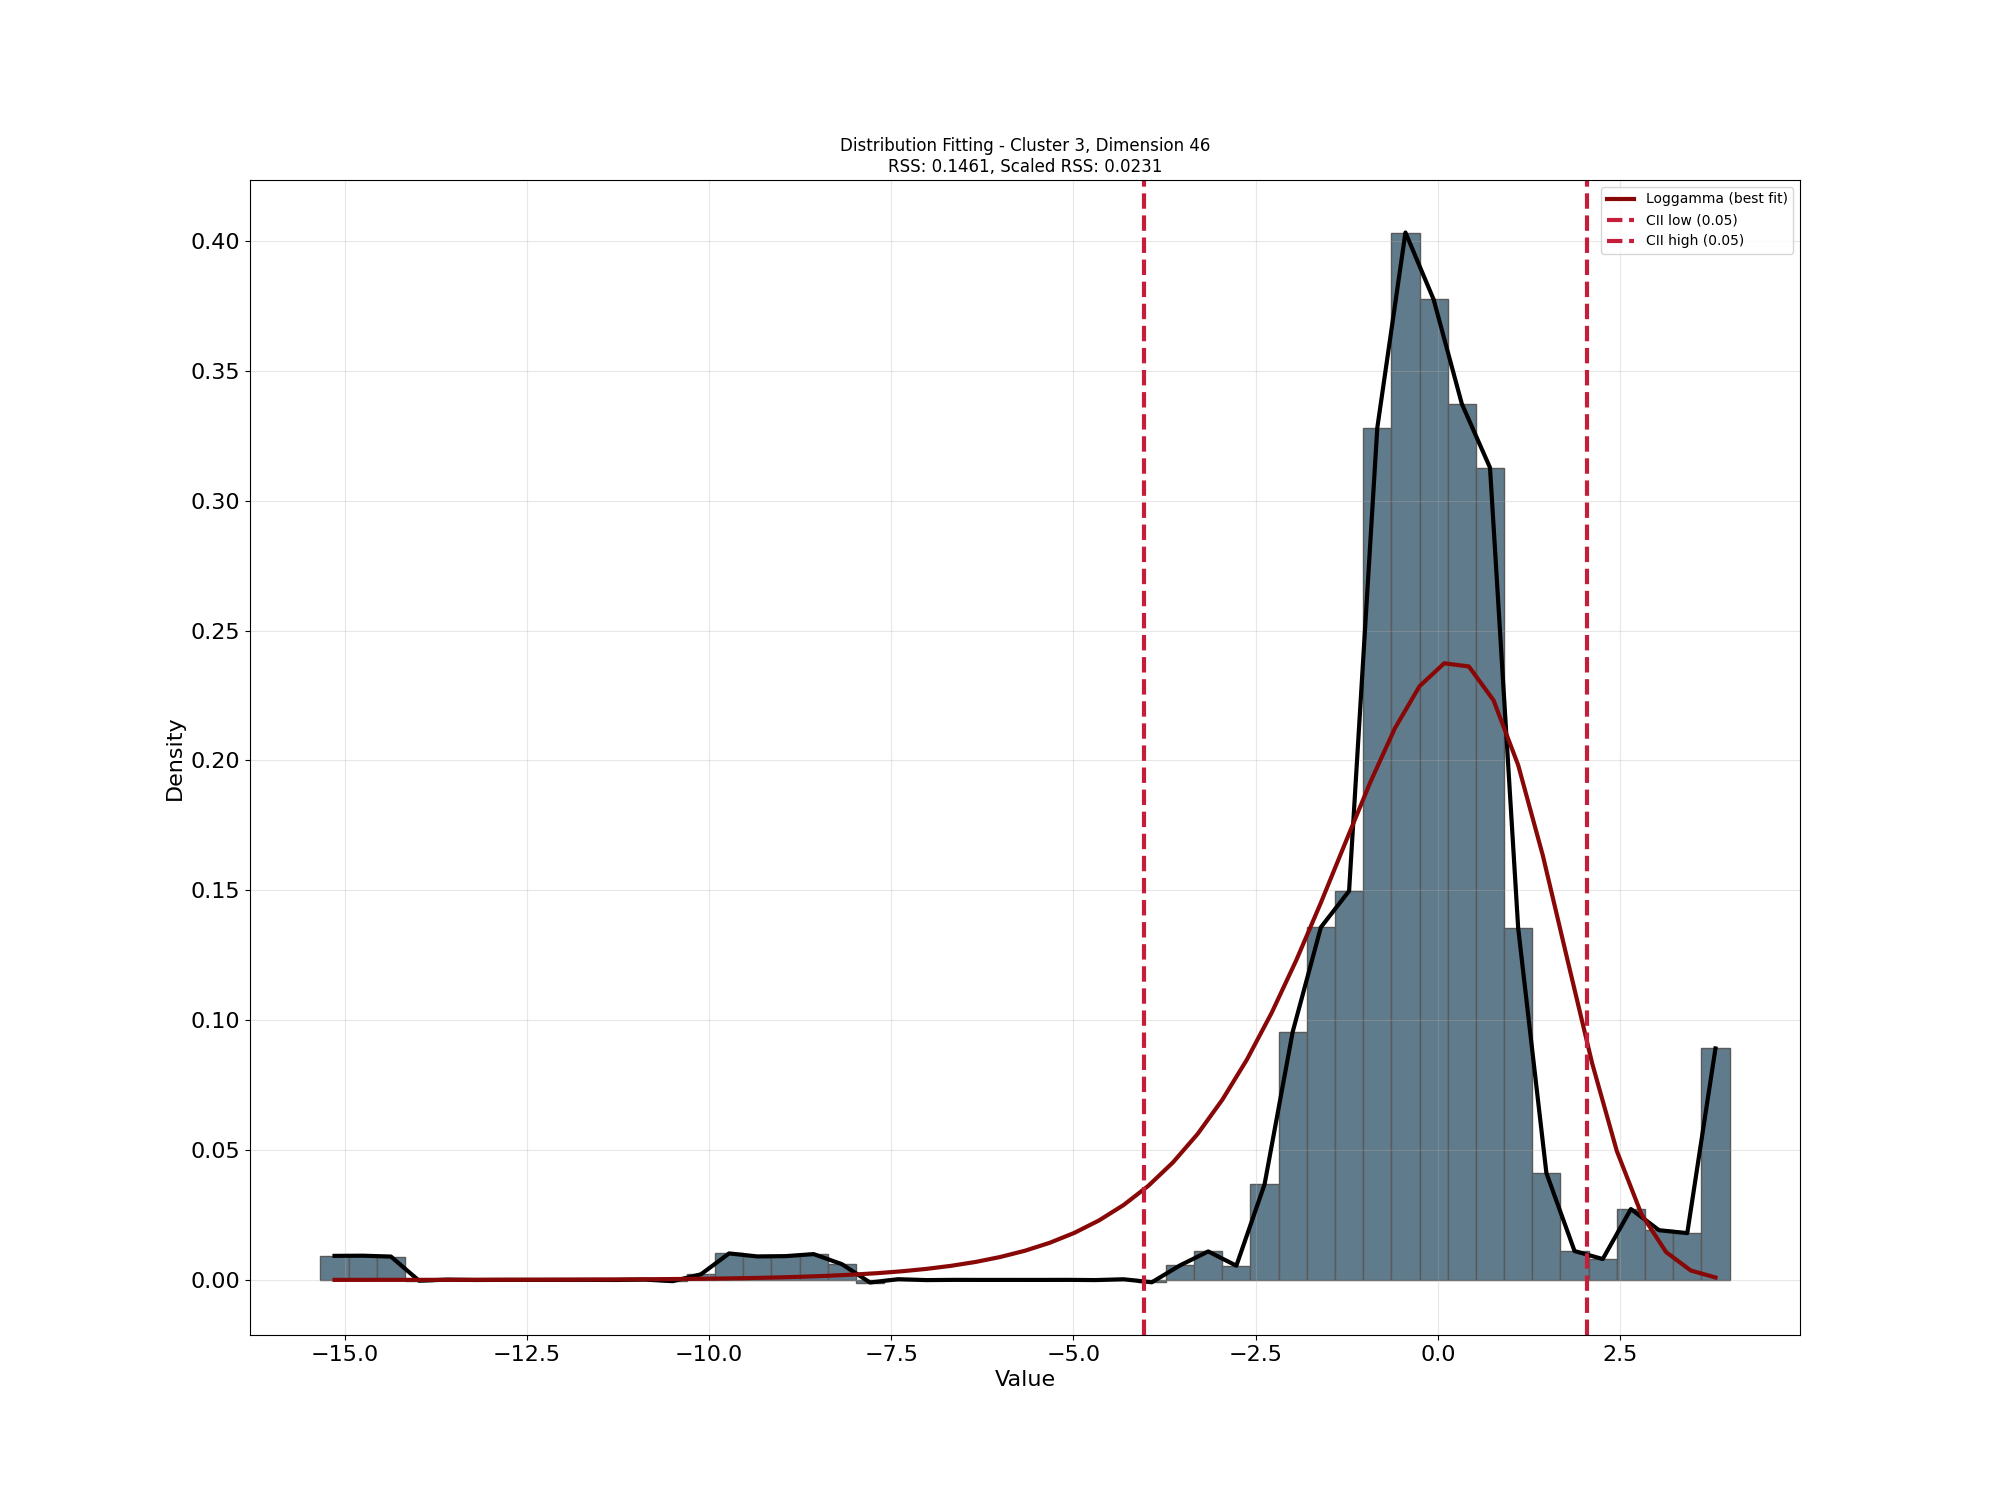 Distribution Fitting - Cluster 3, Dimension 46
RSS: 0.1461, Scaled RSS: 0.0231
Loggamma (best fit)
CII low (0.05)
CII high (0.05)
0.40
0.35
0.30
0.25
0.20
0.15
0.10
0.05
0.00
Density
−15.0 −12.5 −10.0 −7.5 −5.0 −2.5 0.0 2.5
Value